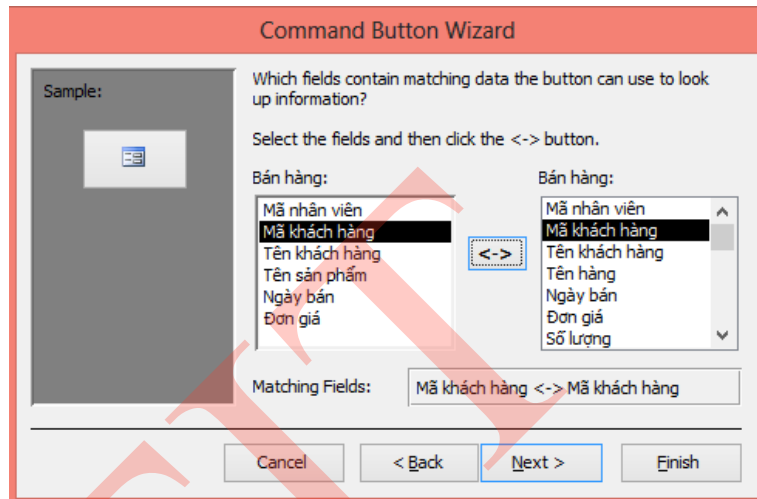 Command Button Wizard
Sample:
Which fields contain matching data the button can use to look
up information?
Select the fields and then click the <-> button.
Bán hàng:
Mã nhân viên
Mã khách hàng
Tên khách hàng
Tên sản phẩm
Ngày bán
Đơn giá
<->
Bán hàng:
Mã nhân viên
Mã khách hàng
Tên khách hàng
Tên hàng
Ngày bán
Đơn giá
Số lượng
Matching Fields:
Mã khách hàng <-> Mã khách hàng
Cancel
< Back
Next >
Finish